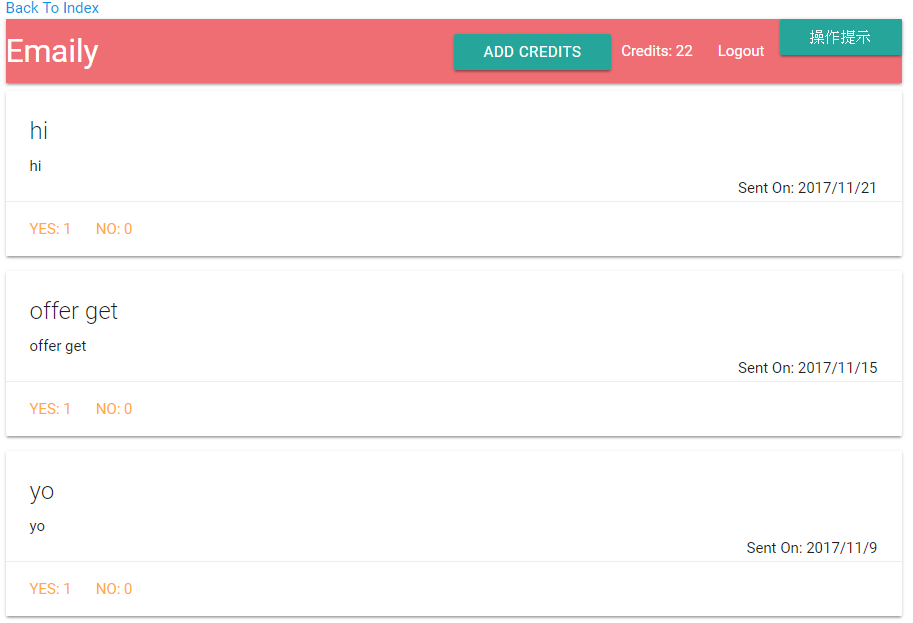 Back To Index
Emaily ADD CREDITS Credits: 22 Logout 操作提示
hi
hi
Sent On: 2017/11/21
YES: 1 NO: 0
offer get
offer get
Sent On: 2017/11/15
YES: 1 NO: 0
yo
yo
Sent On: 2017/11/9
YES: 1 NO: 0